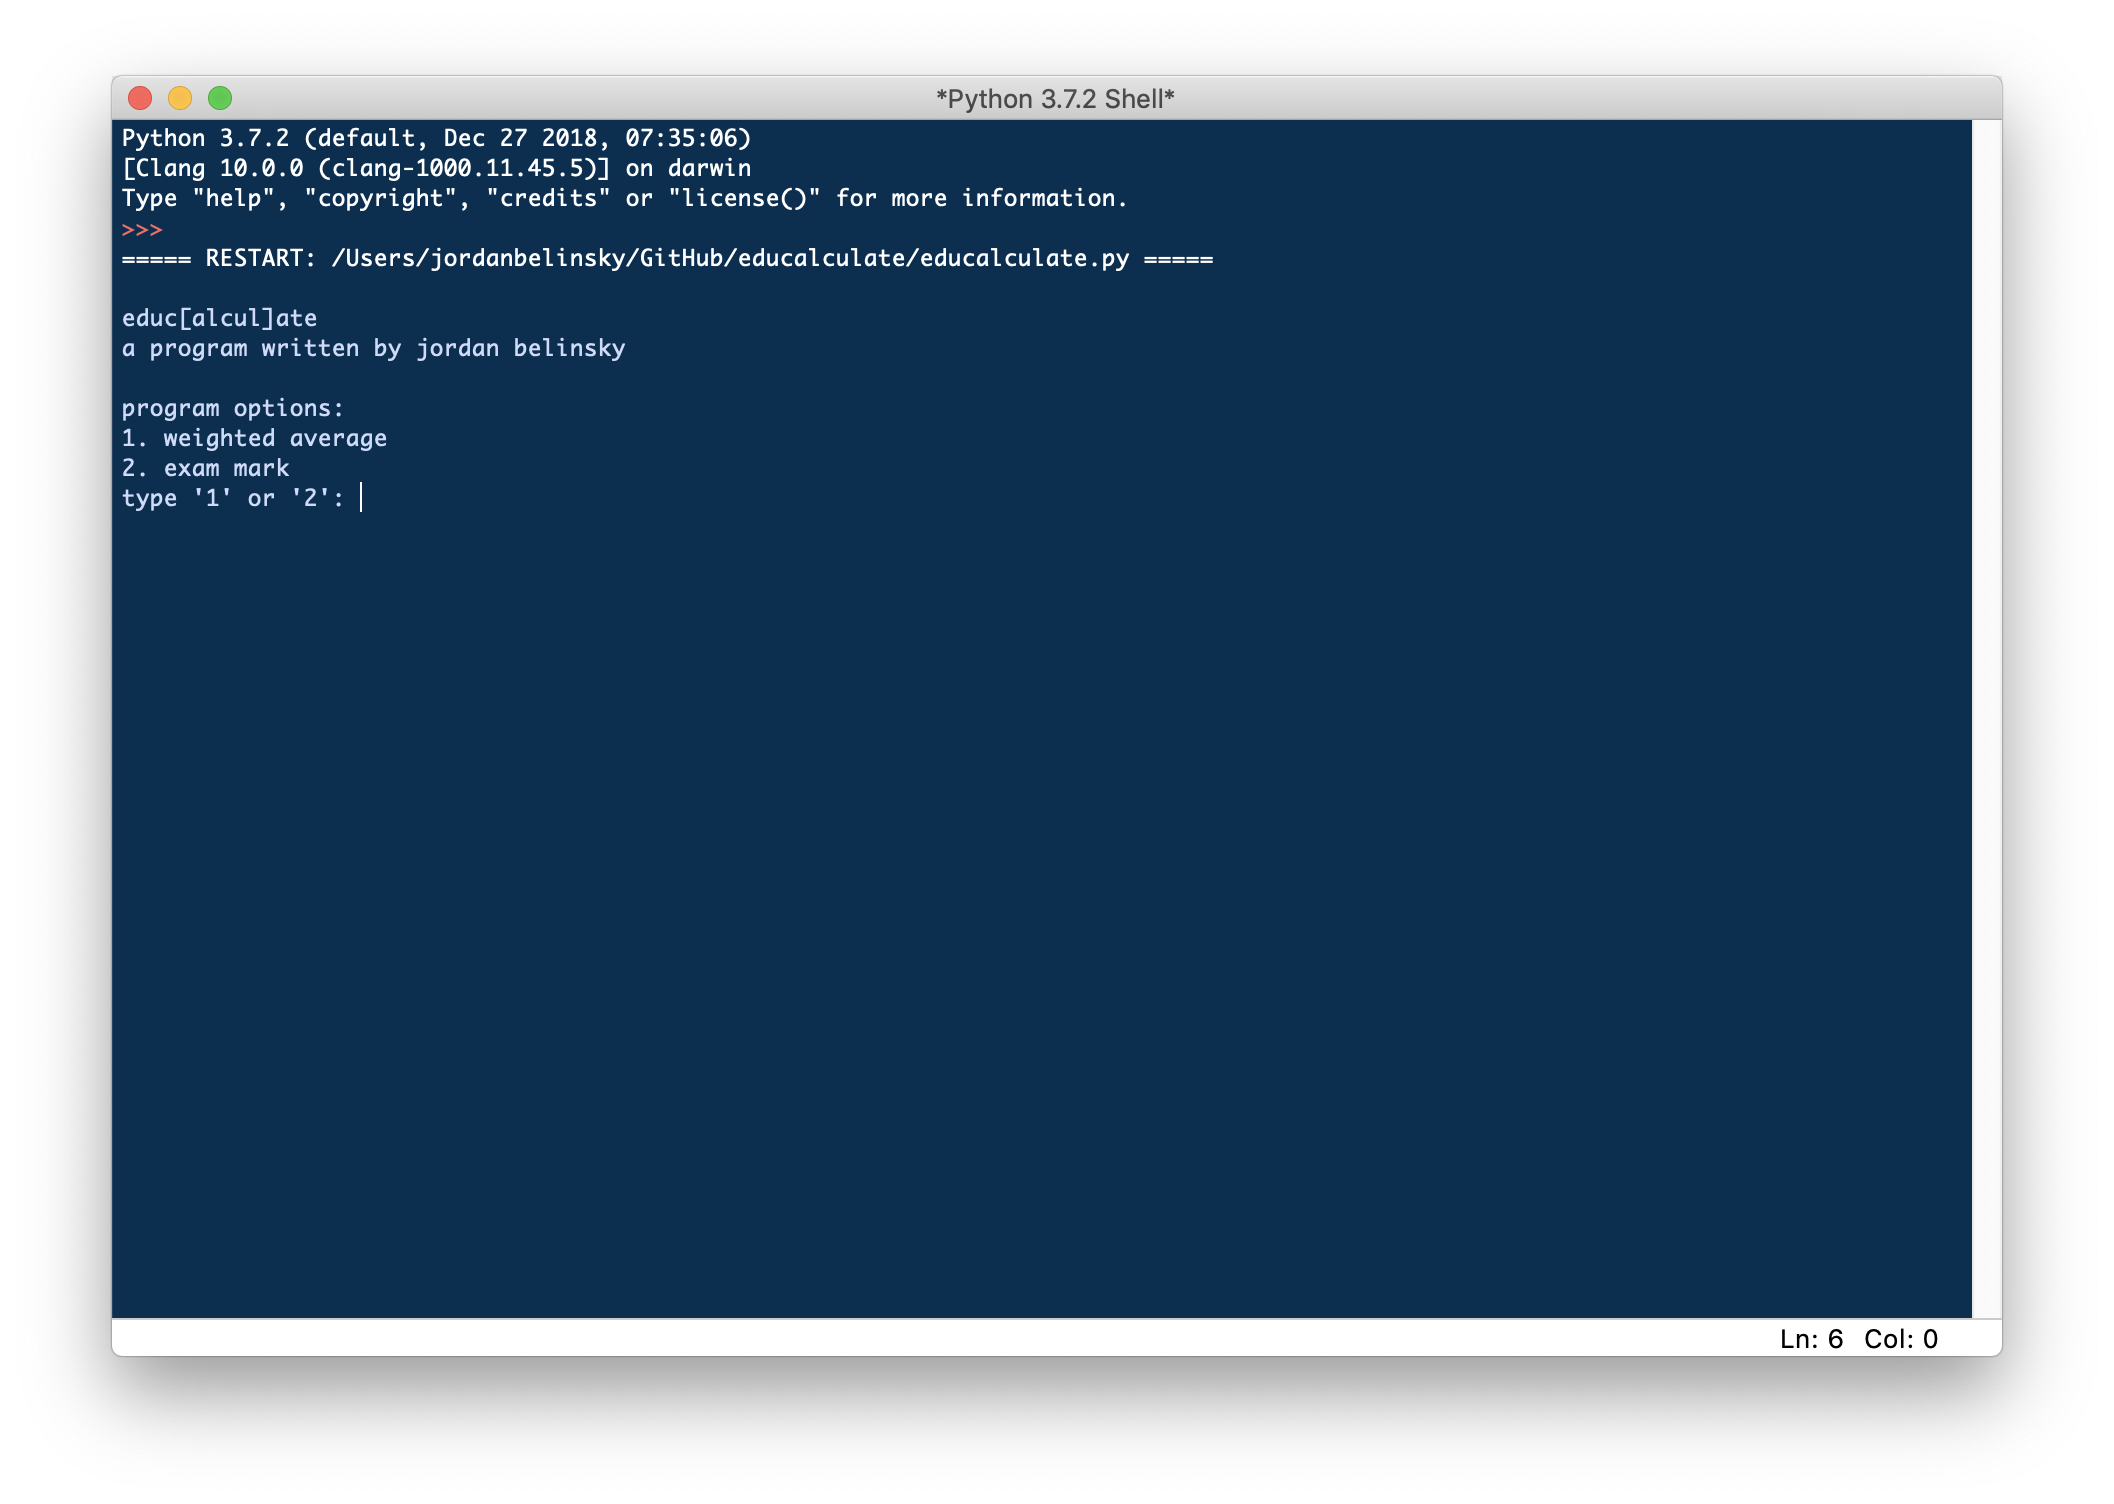 *Python 3.7.2 Shell*
Python 3.7.2 (default, Dec 27 2018, 07:35:06)
[Clang 10.0.0 (clang-1000.11.45.5)] on darwin
Type "help", "copyright", "credits" or "license()" for more information.
>>>
===== RESTART: /Users/jordanbelinsky/GitHub/educalculate/educalculate.py =====
educ[alcul]ate
a program written by jordan belinsky
program options:
1. weighted average
2. exam mark
type '1' or '2':
Ln: 6 Col: 0